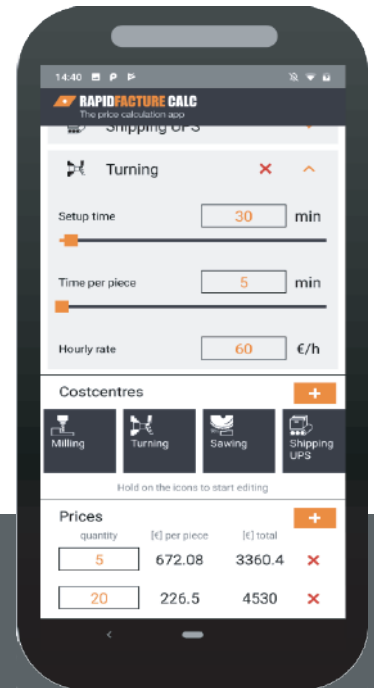 14:40
RAPIDFACTURE CALC
The price calculation app
Shipping UPS
Turning
Setup time 30 min
Time per piece 5 min
Hourly rate 60 €/h
Costcentres +
Milling Turning Sawing Shipping UPS
Hold on the icons to start editing
Prices +
quantity [€] per piece [€] total
5 672.08 3360.4
20 226.5 4530